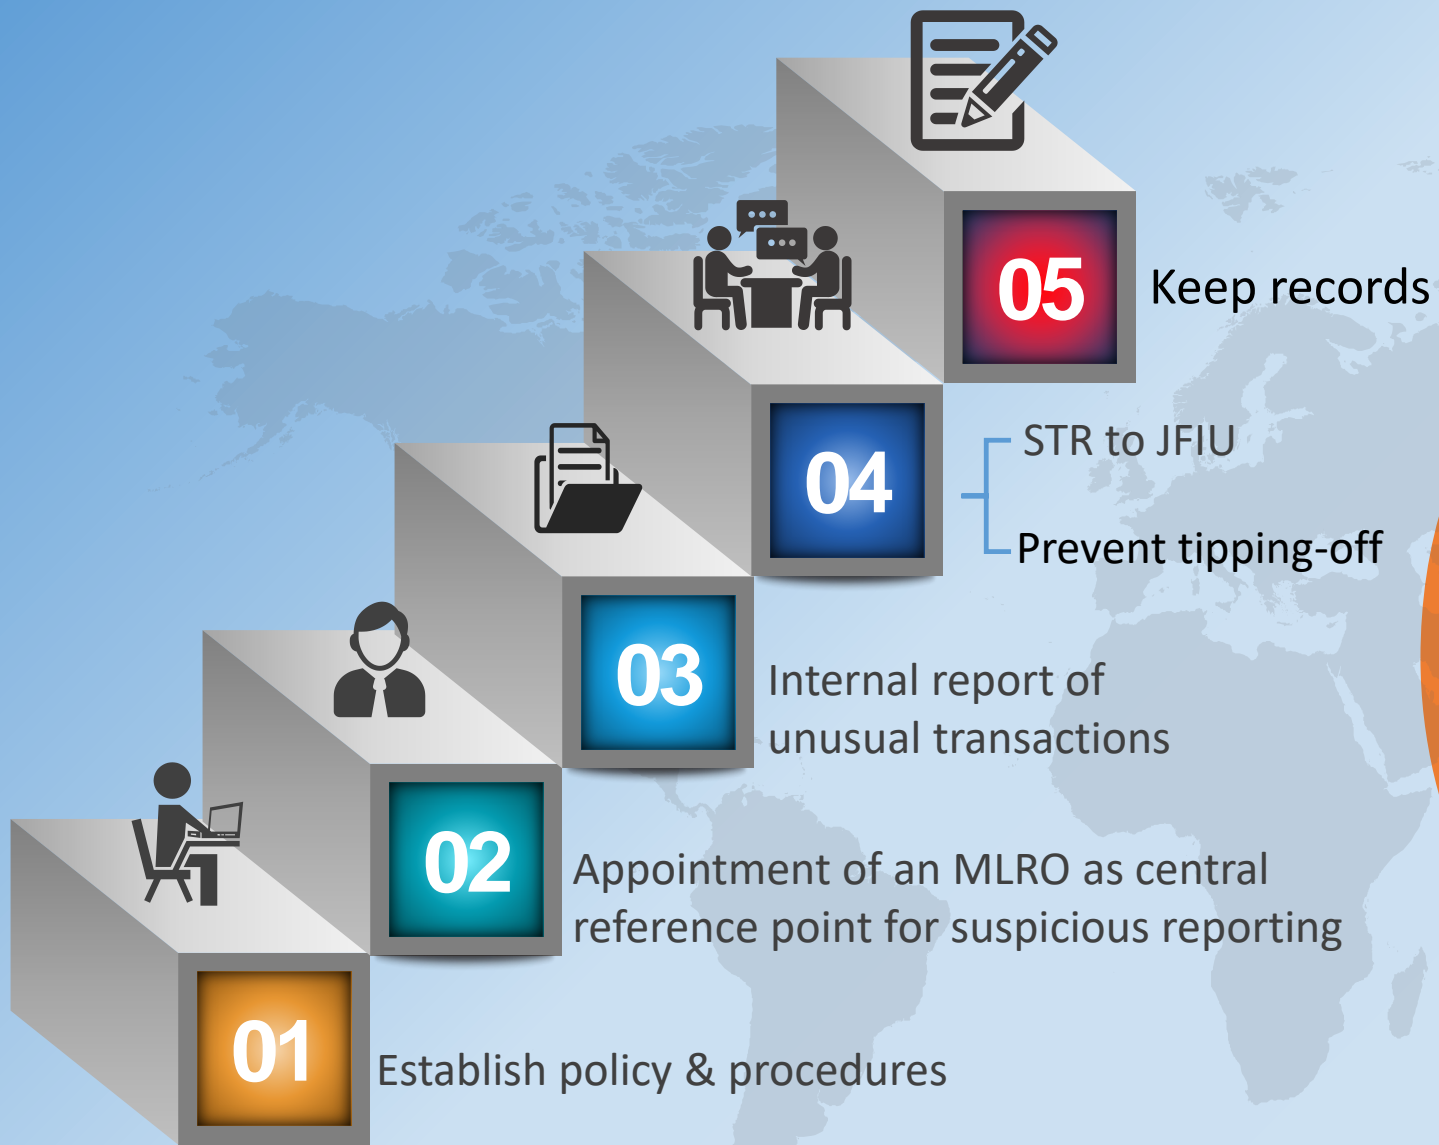 05
Keep records
04
STR to JFIU
Prevent tipping-off
03
Internal report of
unusual transactions
02
Appointment of an MLRO as central
reference point for suspicious reporting
01
Establish policy & procedures